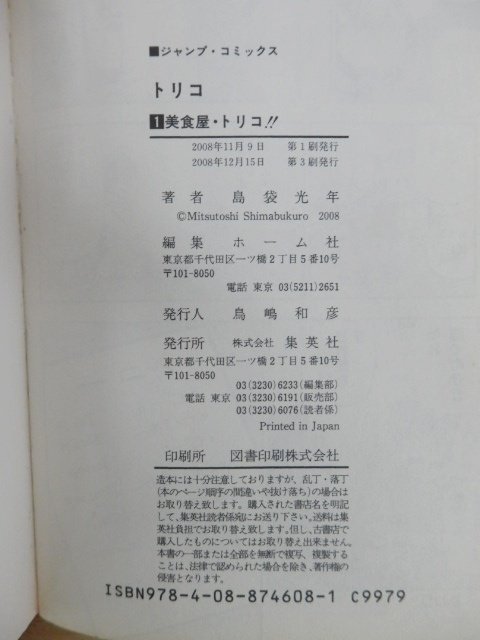 ■ジャンプ・コミックス
トリコ
1美食屋・トリコ!!
2008年11月9日 第1刷発行
2008年12月15日 第3刷発行
著者 島袋光年
©Mitsutoshi Shimabukuro 2008
編集 ホーム社
東京都千代田区一ツ橋2丁目5番10号
〒101-8050
電話 東京 03(5211)2651
発行人 鳥嶋和彦
発行所 株式会社 集英社
東京都千代田区一ツ橋2丁目5番10号
〒101-8050
03(3230)6233(編集部)
電話 東京 03(3230)6191(販売部)
03(3230)6076(読者係)
Printed in Japan
印刷所 図書印刷株式会社
造本には十分注意しておりますが、乱丁・落丁
(本のページ順序の間違いや抜け落ち)の場合は
お取り替え致します。購入された書店名を明記
して、集英社読者係宛にお送り下さい。送料は集
英社負担でお取り替え致します。但し、古書店で
購入したものについてはお取り替え出来ません。
本書の一部または全部を無断で複写、複製する
ことは、法律で認められた場合を除き、著作権の
侵害となります。
ISBN978-4-08-874608-1 C9979